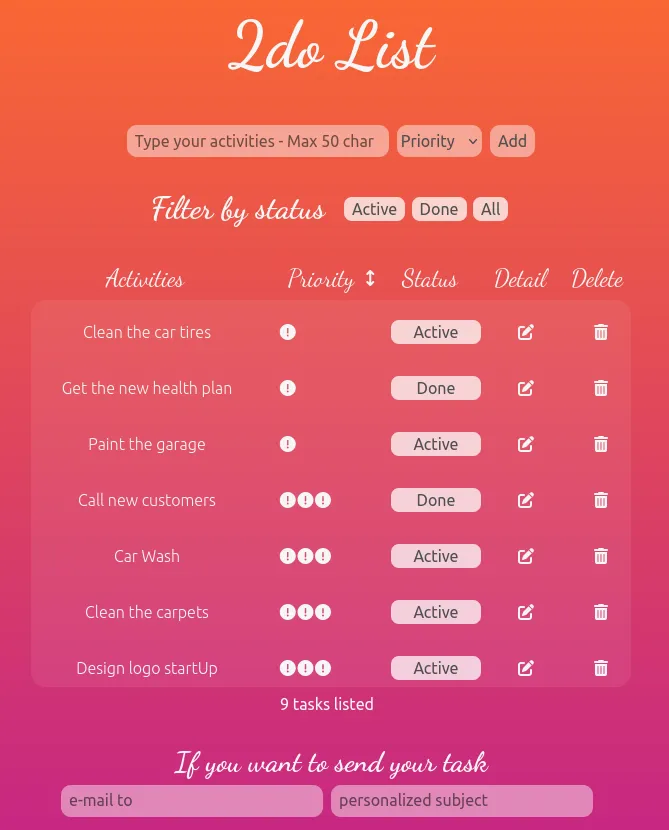 2do List
Type your activities - Max 50 char Priority Add
Filter by status Active Done All
Activities Priority Status Detail Delete
Clean the car tires ! Active
Get the new health plan ! Done
Paint the garage ! Active
Call new customers !!! Done
Car Wash !!! Active
Clean the carpets !!! Active
Design logo startUp !!! Active
9 tasks listed
If you want to send your task
e-mail to personalized subject